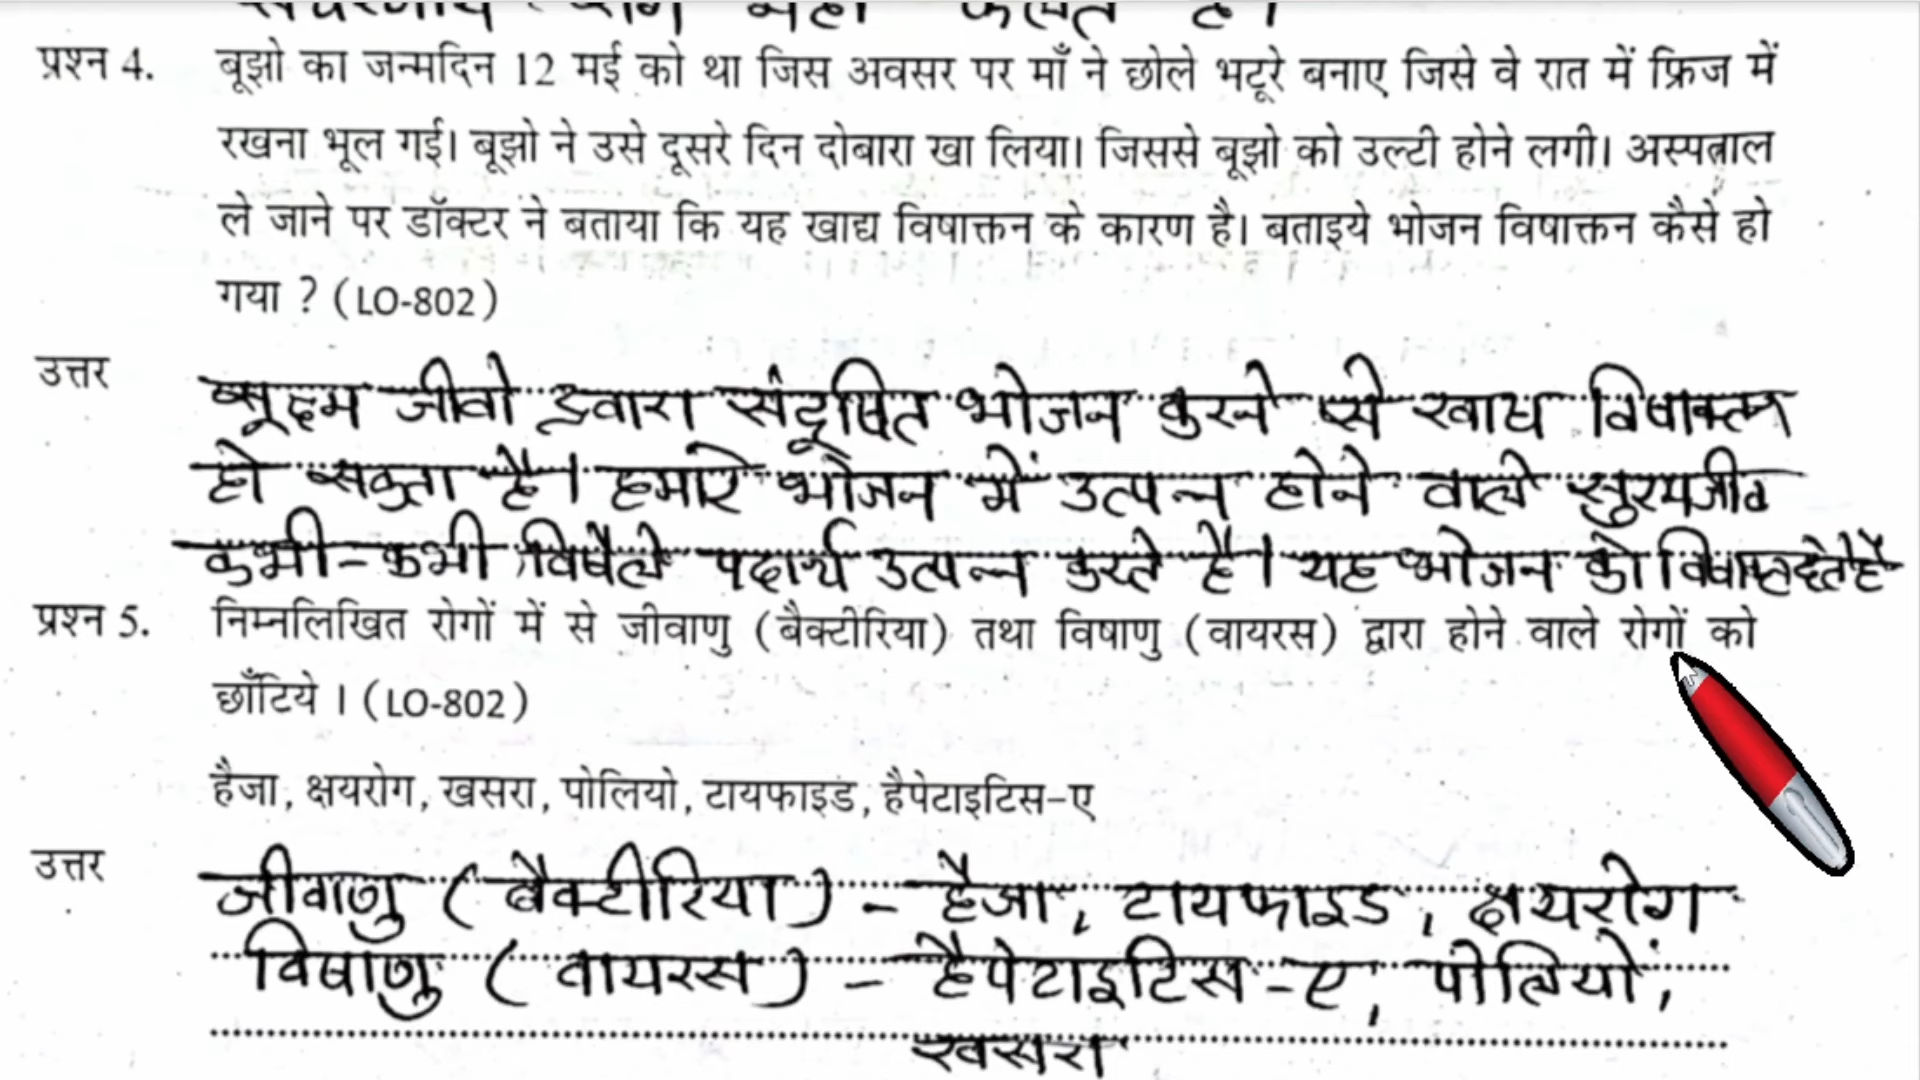 प्रश्न 4. बूझो का जन्मदिन 12 मई को था जिस अवसर पर माँ ने छोले भटूरे बनाए जिसे वे रात में फ्रिज में
रखना भूल गई। बूझो ने उसे दूसरे दिन दोबारा खा लिया। जिससे बूझो को उल्टी होने लगी। अस्पताल
ले जाने पर डॉक्टर ने बताया कि यह खाद्य विषाक्तन के कारण है। बताइये भोजन विषाक्तन कैसे हो
गया ? (LO-802)
उत्तर सूक्ष्म जीवो द्वारा संदूषित भोजन करने से खाद्य विषाक्तन
हो सकता है। हमारे भोजन में उत्पन्न होने वाले सुक्ष्मजीव
कभी-कभी विषैले पदार्थ उत्पन्न करते है। यह भोजन को
प्रश्न 5. निम्नलिखित रोगों में से जीवाणु (बैक्टीरिया) तथा विषाणु (वायरस) द्वारा होने वाले रोगों को
छाँटिये । (LO-802)
हैजा, क्षयरोग, खसरा, पोलियो, टायफाइड, हैपेटाइटिस-ए
उत्तर जीवाणु (बैक्टीरिया) - हैजा, टायफाइड, क्षयरोग
विषाणु (वायरस) - हैपेटाइटिस-ए, पोलियो,
खसरा